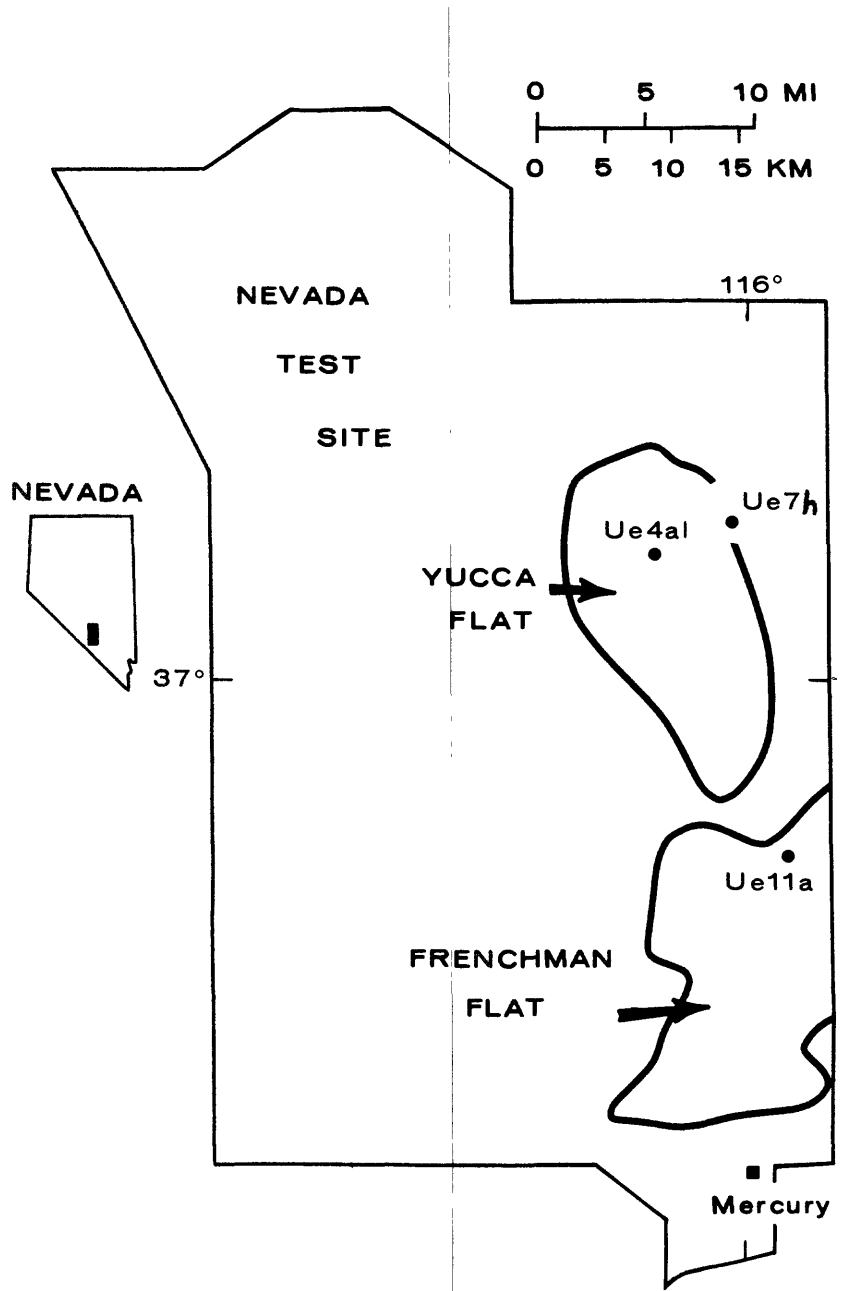 0 5 10 MI
0 5 10 15 KM
116°
NEVADA
TEST
SITE
NEVADA
Ue7h
Ue4al
YUCCA
FLAT
37°
Ue11a
FRENCHMAN
FLAT
Mercury